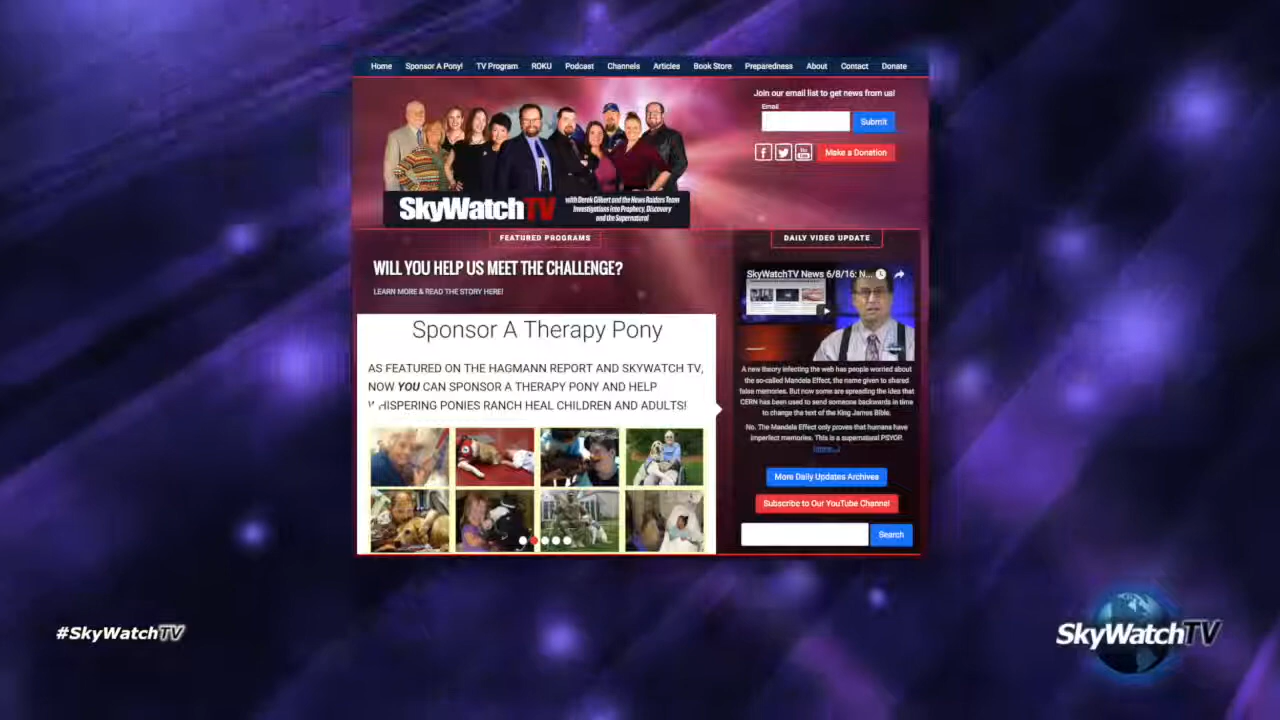 Home Sponsor A Pony! TV Program ROKU Podcast Channels Articles Book Store Preparedness About Contact Donate
Join our email list to get news from us!
Email
Submit
Make a Donation
SkyWatchTV
with Derek Gilbert and the News Raiders Team
Investigations into Prophecy, Discovery
and the Supernatural
FEATURED PROGRAMS
WILL YOU HELP US MEET THE CHALLENGE?
LEARN MORE & READ THE STORY HERE!
Sponsor A Therapy Pony
AS FEATURED ON THE HAGMANN REPORT AND SKYWATCH TV,
NOW YOU CAN SPONSOR A THERAPY PONY AND HELP
HISPERING PONIES RANCH HEAL CHILDREN AND ADULTS!
DAILY VIDEO UPDATE
SkyWatchTV News 6/8/16: N...
A new theory infecting the web has people worried about
the so-called Mandela Effect, the name given to shared
false memories. But now some are spreading the idea that
CERN has been used to send someone backwards in time
to change the text of the King James Bible.
No. The Mandela Effect only proves that humans have
imperfect memories. This is a supernatural PSYOP.
(more...)
More Daily Updates Archives
Subscribe to Our YouTube Channel
Search
#SkyWatchTV
SkyWatchTV